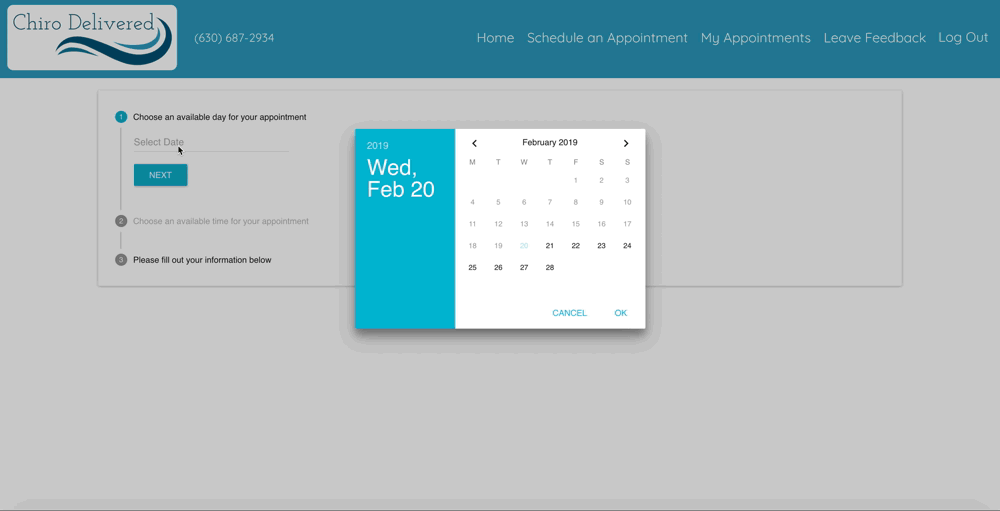 Chiro Delivered
(630) 687-2934
Home Schedule an Appointment My Appointments Leave Feedback Log Out
1 Choose an available day for your appointment
Select Date
NEXT
2 Choose an available time for your appointment
3 Please fill out your information below
2019
Wed,
Feb 20
February 2019
M T W T F S S
1 2 3
4 5 6 7 8 9 10
11 12 13 14 15 16 17
18 19 20 21 22 23 24
25 26 27 28
CANCEL OK